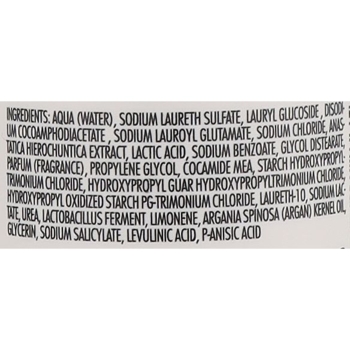 INGREDIENTS: AQUA (WATER), SODIUM LAURETH SULFATE, LAURYL GLUCOSIDE , DISODI-
UM COCOAMPHODIACETATE , SODIUM LAUROYL GLUTAMATE, SODIUM CHLORIDE, ANAS-
TATICA HIEROCHUNTICA EXTRACT, LACTIC ACID, SODIUM BENZOATE, GLYCOL DISTEARATE,
PARFUM (FRAGRANCE), PROPYLENE GLYCOL, COCAMIDE MEA, STARCH HYDROXYPROPYL-
TRIMONIUM CHLORIDE, HYDROXYPROPYL GUAR HYDROXYPROPYLTRIMONIUM CHLORIDE,
HYDROXYPROPYL OXIDIZED STARCH PG-TRIMONIUM CHLORIDE, LAURETH-10, SODIUM LAC-
TATE, UREA, LACTOBACILLUS FERMENT, LIMONENE, ARGANIA SPINOSA (ARGAN) KERNEL OIL,
GLYCERIN, SODIUM SALICYLATE, LEVULINIC ACID, P-ANISIC ACID